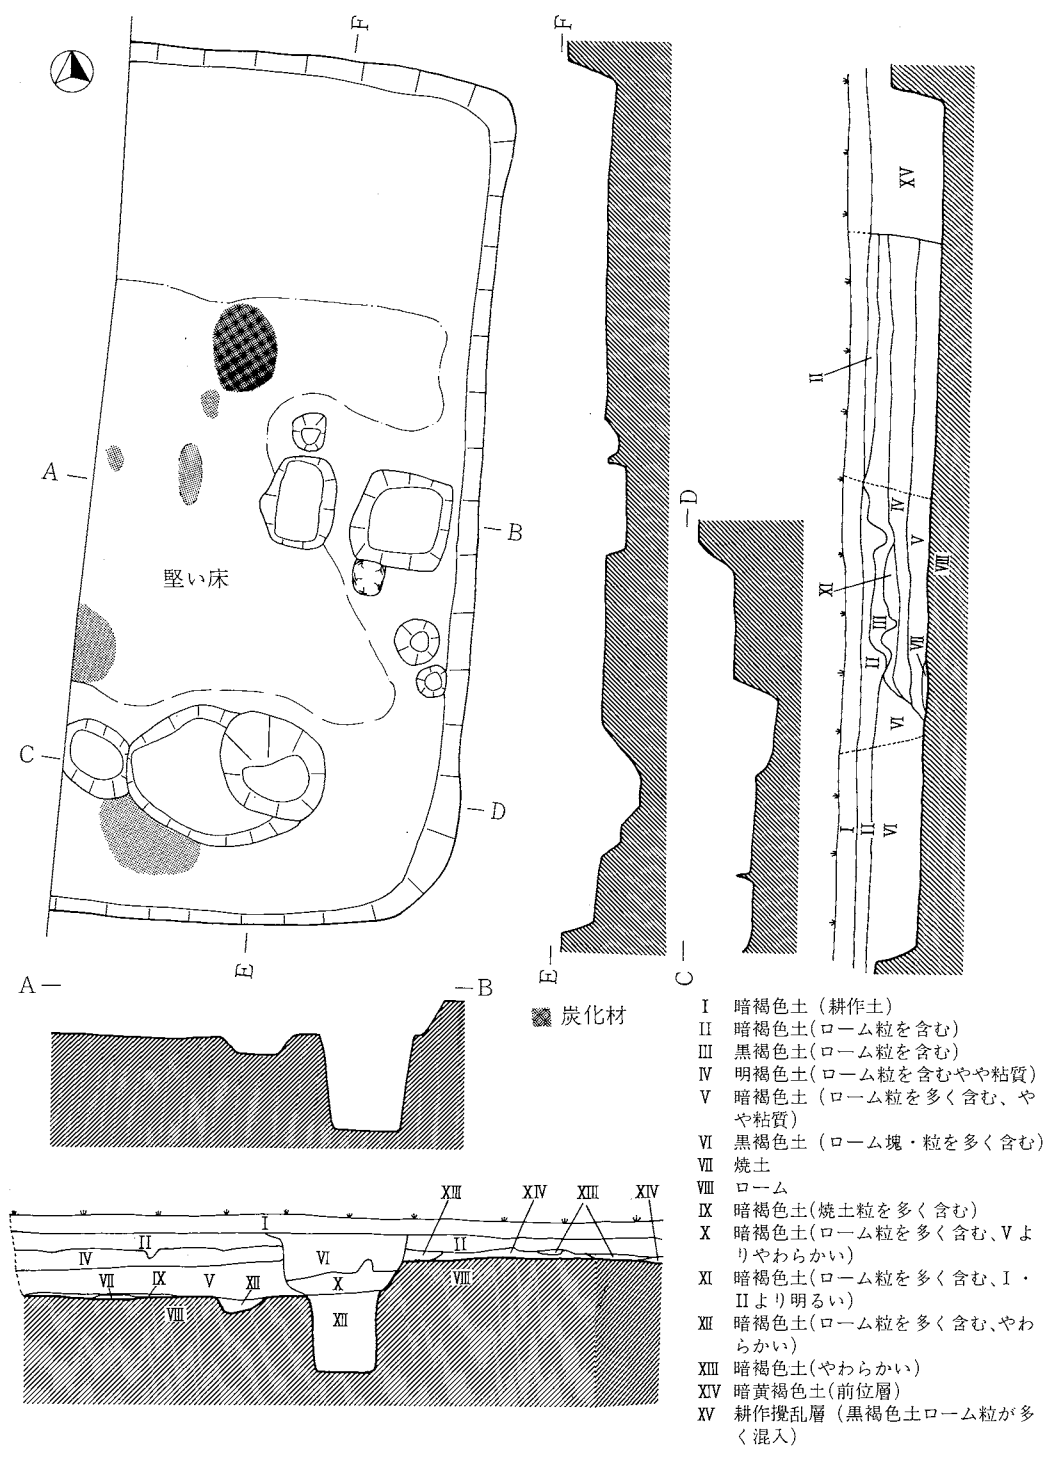 F
F
A
B
堅い床
C
D
E
E
D
C
XV
II
IV
V
VIII
XI
III
II
VII
VI
I
II
VI
A
B
炭化材
XIII
XIV
XIII
XIV
I
II
IV
VI
II
VII
IX
V
XII
X
VIII
VIII
XII
I 暗褐色土（耕作土）
II 暗褐色土（ローム粒を含む）
III 黒褐色土（ローム粒を含む）
IV 明褐色土（ローム粒を含むやや粘質）
V 暗褐色土（ローム粒を多く含む、や
や粘質）
VI 黒褐色土（ローム塊・粒を多く含む）
VII 焼土
VIII ローム
IX 暗褐色土（焼土粒を多く含む）
X 暗褐色土（ローム粒を多く含む、Vよ
りやわらかい）
XI 暗褐色土（ローム粒を多く含む、I・
IIより明るい）
XII 暗褐色土（ローム粒を多く含む、やわ
らかい）
XIII 暗褐色土（やわらかい）
XIV 暗黄褐色土（前位層）
XV 耕作攪乱層（黒褐色土ローム粒が多
く混入）